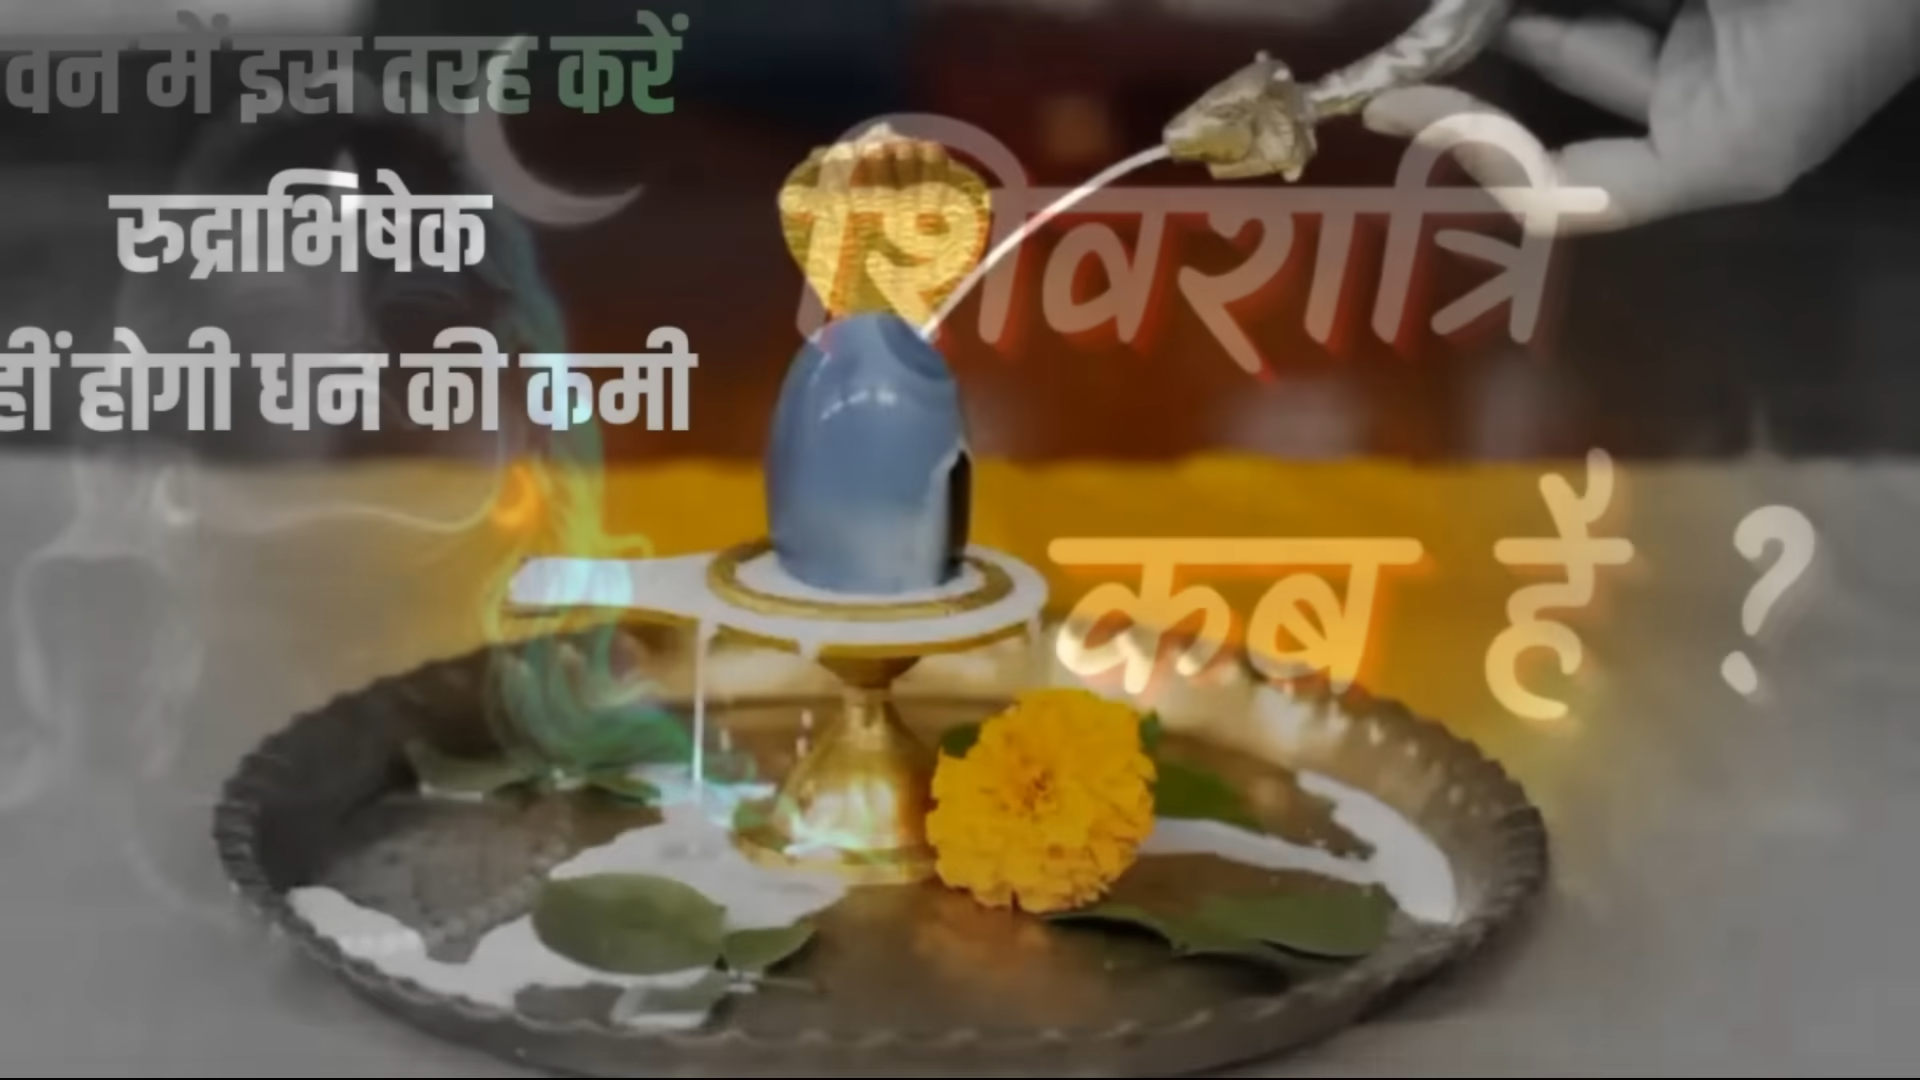 वन में इस तरह करें
रुद्राभिषेक
हीं होगी धन की कमी
शिवरात्रि
कब है ?